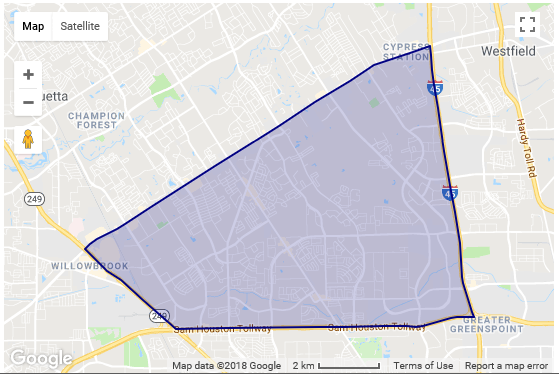 Map Satellite
CYPRESS
STATION
Westfield
45
uetta
CHAMPION
FOREST
Hardy Toll Rd
45
249
WILLOWBROOK
249
Sam Houston Tollway
Sam Houston Tollway
GREATER
GREENSPOINT
Google
Map data ©2018 Google 2 km Terms of Use Report a map error